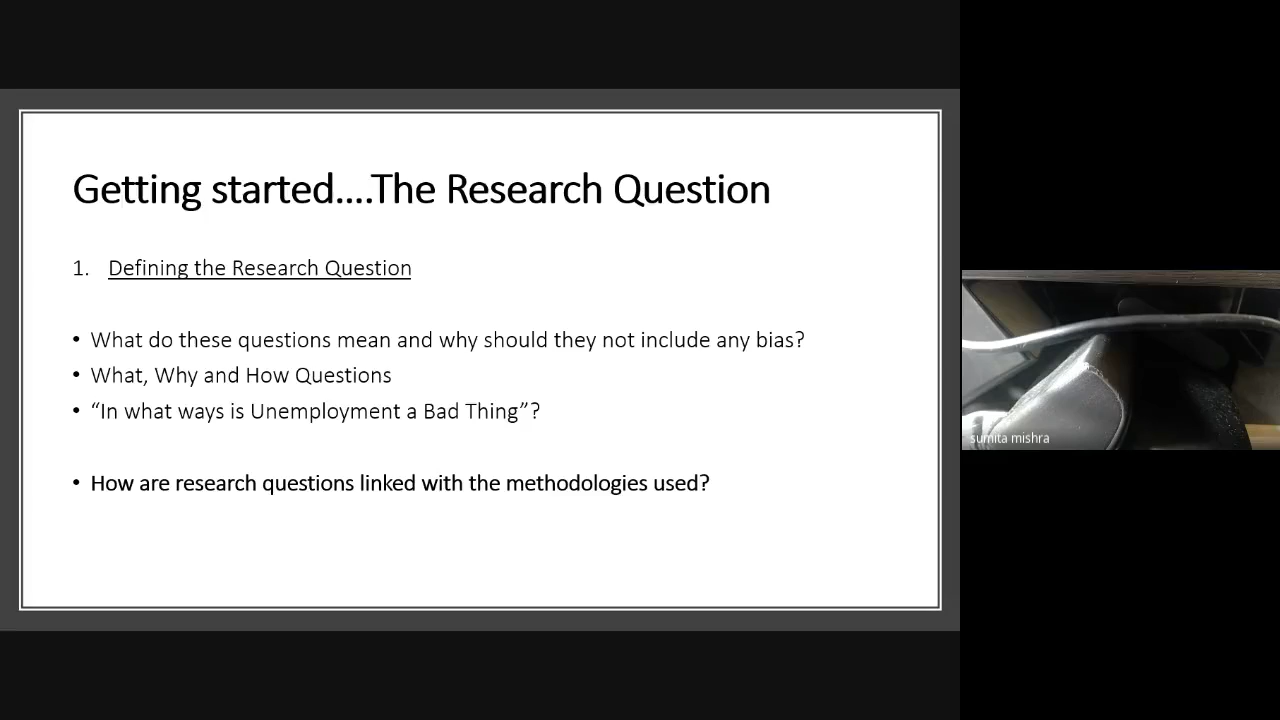 Getting started....The Research Question
1. Defining the Research Question
• What do these questions mean and why should they not include any bias?
• What, Why and How Questions
• “In what ways is Unemployment a Bad Thing”?
• How are research questions linked with the methodologies used?
sumita mishra